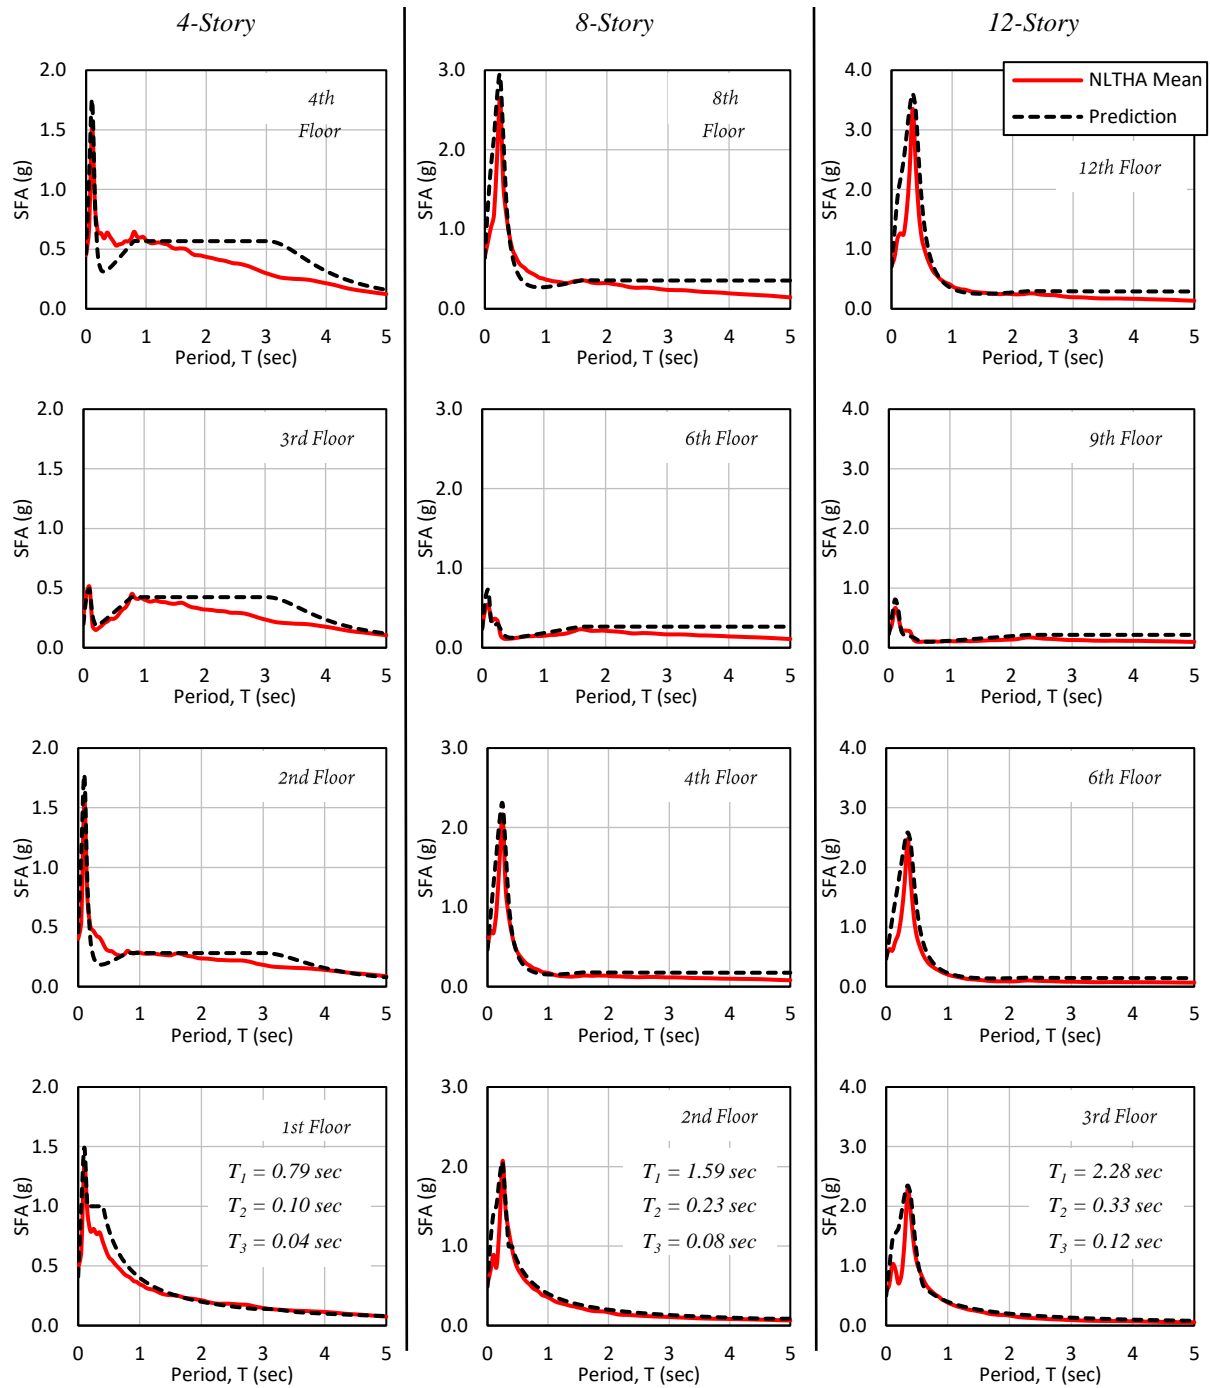 4-Story
8-Story
12-Story
NLTHA Mean
Prediction
2.0
1.5
1.0
0.5
0.0
SFA (g)
4th
Floor
0 1 2 3 4 5
Period, T (sec)
3.0
2.0
1.0
0.0
SFA (g)
8th
Floor
0 1 2 3 4 5
Period, T (sec)
4.0
3.0
2.0
1.0
0.0
SFA (g)
12th Floor
0 1 2 3 4 5
Period, T (sec)
2.0
1.5
1.0
0.5
0.0
SFA (g)
3rd Floor
0 1 2 3 4 5
Period, T (sec)
3.0
2.0
1.0
0.0
SFA (g)
6th Floor
0 1 2 3 4 5
Period, T (sec)
4.0
3.0
2.0
1.0
0.0
SFA (g)
9th Floor
0 1 2 3 4 5
Period, T (sec)
2.0
1.5
1.0
0.5
0.0
SFA (g)
2nd Floor
0 1 2 3 4 5
Period, T (sec)
3.0
2.0
1.0
0.0
SFA (g)
4th Floor
0 1 2 3 4 5
Period, T (sec)
4.0
3.0
2.0
1.0
0.0
SFA (g)
6th Floor
0 1 2 3 4 5
Period, T (sec)
2.0
1.5
1.0
0.5
0.0
SFA (g)
1st Floor
T1 = 0.79 sec
T2 = 0.10 sec
T3 = 0.04 sec
0 1 2 3 4 5
Period, T (sec)
3.0
2.0
1.0
0.0
SFA (g)
2nd Floor
T1 = 1.59 sec
T2 = 0.23 sec
T3 = 0.08 sec
0 1 2 3 4 5
Period, T (sec)
4.0
3.0
2.0
1.0
0.0
SFA (g)
3rd Floor
T1 = 2.28 sec
T2 = 0.33 sec
T3 = 0.12 sec
0 1 2 3 4 5
Period, T (sec)